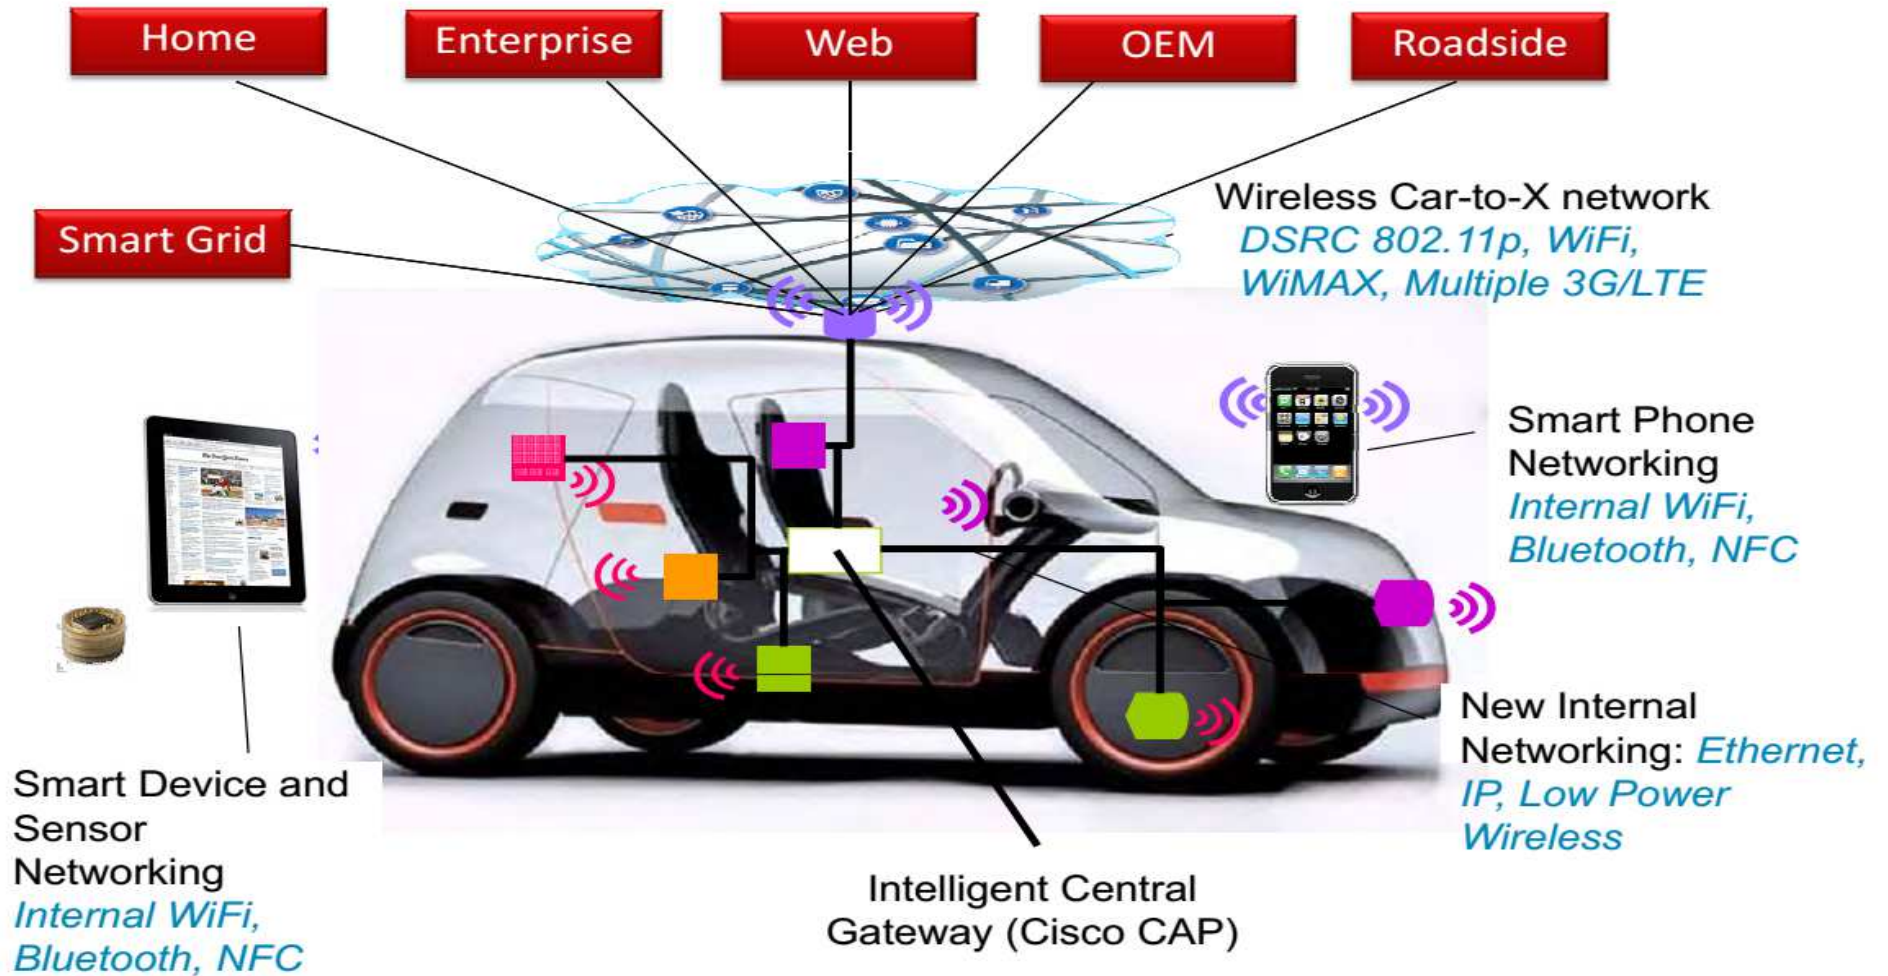 Home
Enterprise
Web
OEM
Roadside
Smart Grid
Wireless Car-to-X network
DSRC 802.11p, WiFi,
WiMAX, Multiple 3G/LTE
Smart Phone
Networking
Internal WiFi,
Bluetooth, NFC
New Internal
Networking: Ethernet,
IP, Low Power
Wireless
Smart Device and
Sensor
Networking
Internal WiFi,
Bluetooth, NFC
Intelligent Central
Gateway (Cisco CAP)